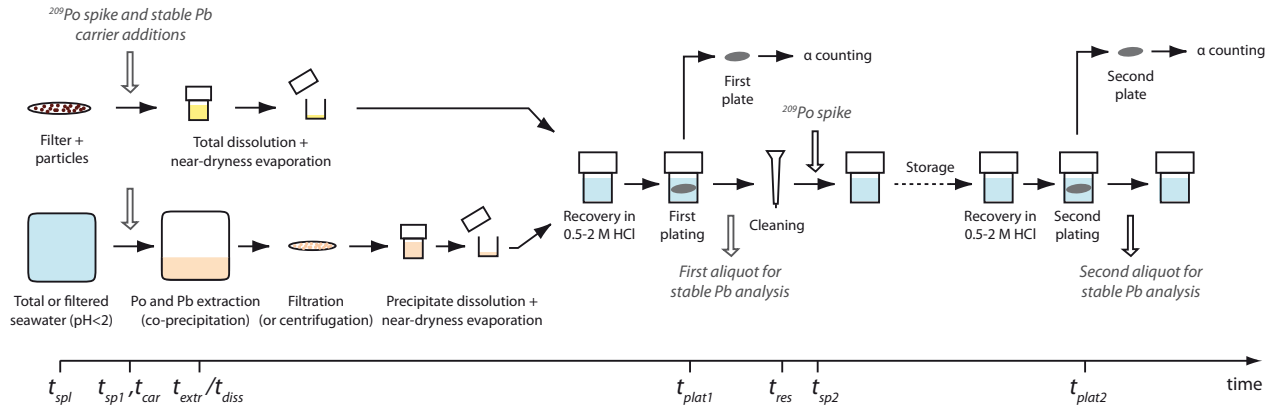 ²⁰⁹Po spike and stable Pb
carrier additions
Filter +
particles
Total dissolution +
near-dryness evaporation
Total or filtered
seawater (pH<2)
Po and Pb extraction
(co-precipitation)
Filtration
(or centrifugation)
Precipitate dissolution +
near-dryness evaporation
Recovery in
0.5-2 M HCl
First
plating
First
plate
α counting
First aliquot for
stable Pb analysis
Cleaning
²⁰⁹Po spike
Storage
Recovery in
0.5-2 M HCl
Second
plating
Second
plate
α counting
Second aliquot for
stable Pb analysis
t_spl
t_sp1, t_car
t_extr/t_diss
t_plat1
t_res
t_sp2
t_plat2
time